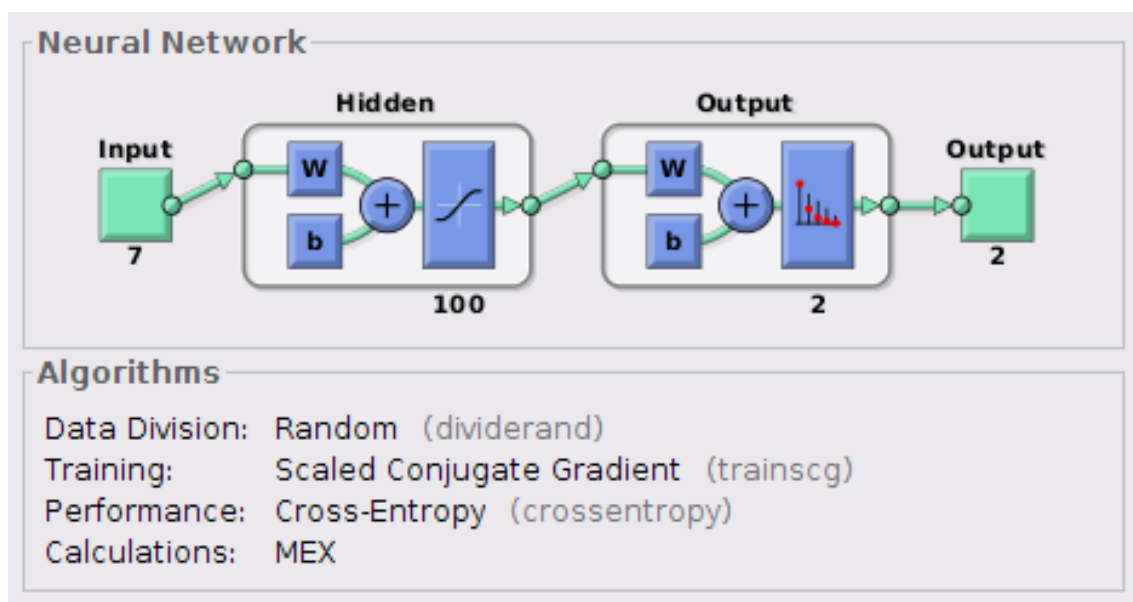 Neural Network
Hidden
Output
Input
Output
W
W
+
+
b
b
7
2
100
2
Algorithms
Data Division: Random (dividerand)
Training: Scaled Conjugate Gradient (trainscg)
Performance: Cross-Entropy (crossentropy)
Calculations: MEX